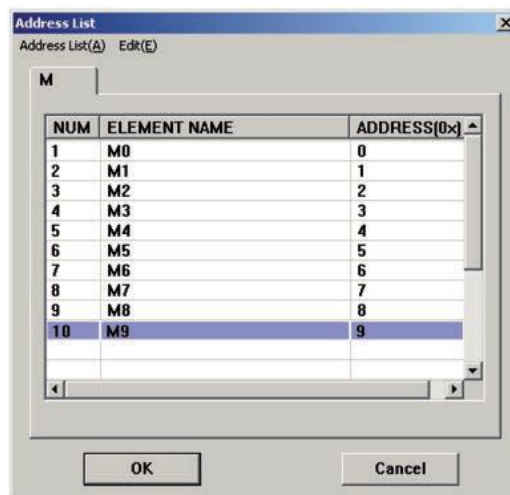 Address List
Address List(A) Edit(E)
M
NUM ELEMENT NAME ADDRESS(0x)
1 M0 0
2 M1 1
3 M2 2
4 M3 3
5 M4 4
6 M5 5
7 M6 6
8 M7 7
9 M8 8
10 M9 9
OK Cancel